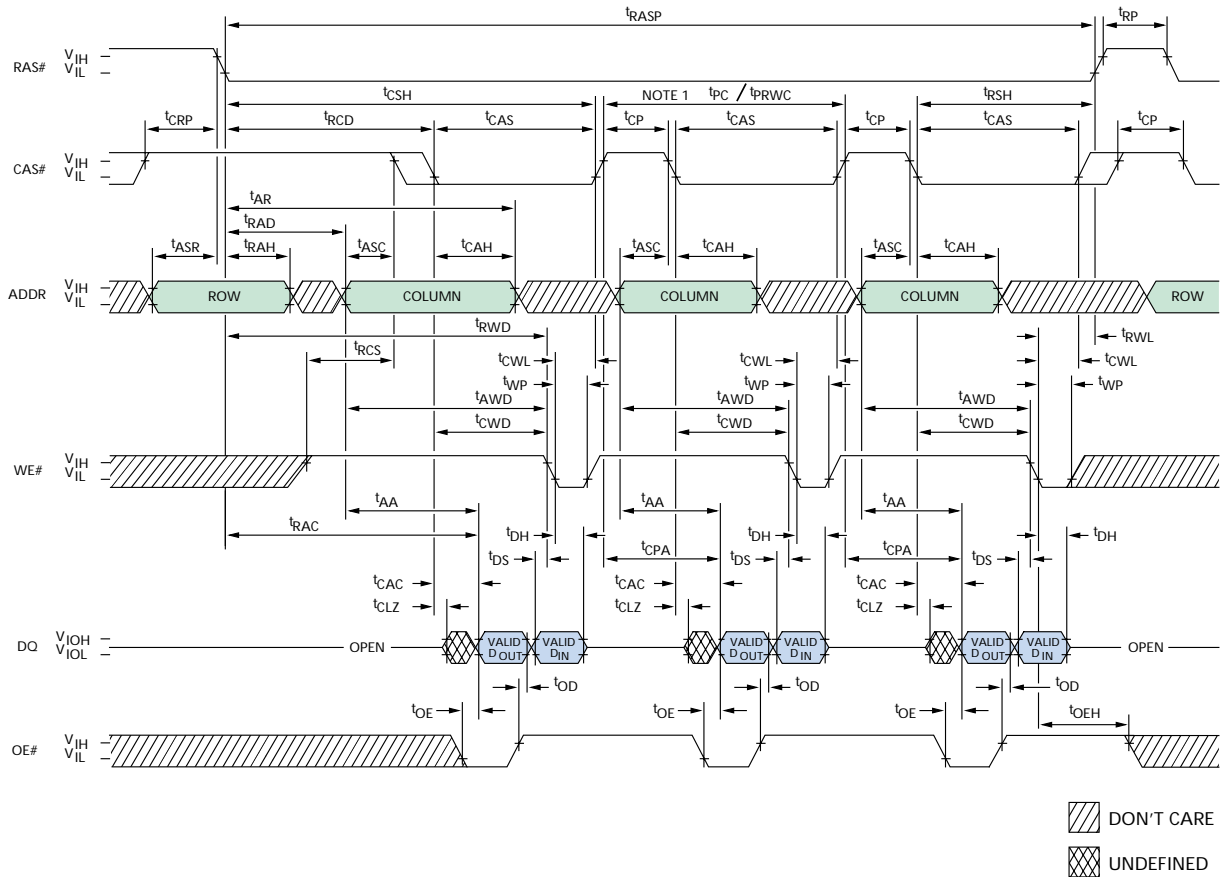 tRASP tRP
RAS# VIH
VIL
tCSH NOTE 1 tPC / tPRWC tRSH
tCRP tRCD tCAS tCP tCAS tCP tCAS tCP
CAS# VIH
VIL
tAR
tRAD
tASR tRAH tASC tCAH tASC tCAH tASC tCAH
ADDR VIH
VIL
ROW COLUMN COLUMN COLUMN ROW
tRWD tRWL
tRCS tCWL tCWL tCWL
tWP tWP tWP
tAWD tAWD tAWD
tCWD tCWD tCWD
WE# VIH
VIL
tAA tAA tAA
tRAC tDH tDH tDH
tDS tCPA tDS tCPA tDS
tCAC tCAC tCAC
tCLZ tCLZ tCLZ
DQ VIOH
VIOL
OPEN VALID DOUT VALID DIN VALID DOUT VALID DIN VALID DOUT VALID DIN OPEN
tOD tOD tOD
tOE tOE tOE tOEH
OE# VIH
VIL
DON'T CARE
UNDEFINED